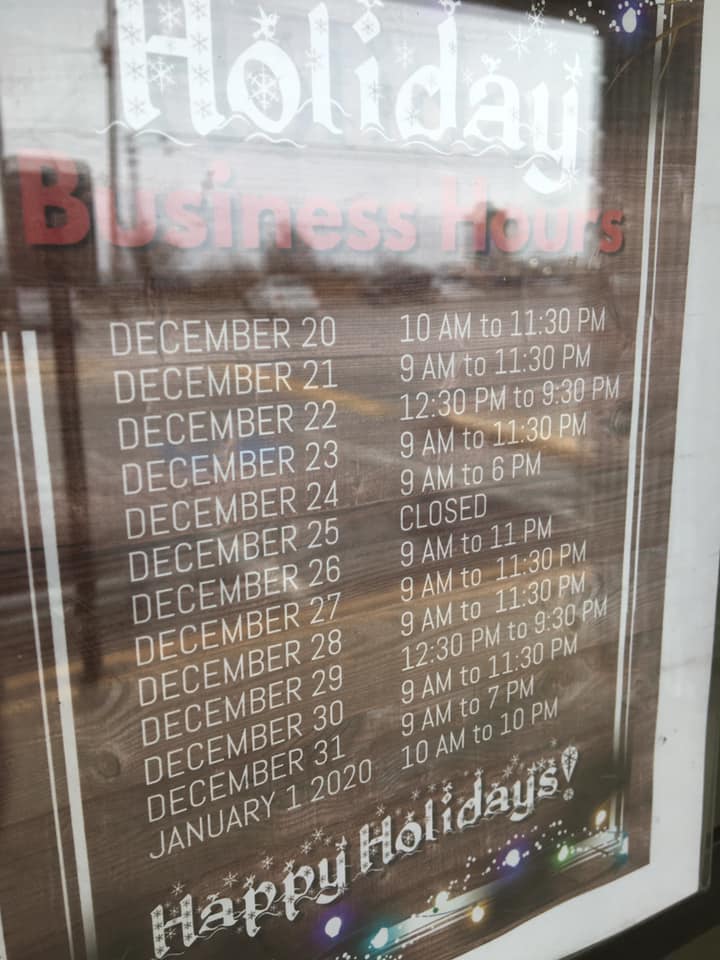 Holiday
Business Hours
DECEMBER 20 10 AM to 11:30 PM
DECEMBER 21 9 AM to 11:30 PM
DECEMBER 22 12:30 PM to 9:30 PM
DECEMBER 23 9 AM to 11:30 PM
DECEMBER 24 9 AM to 6 PM
DECEMBER 25 CLOSED
DECEMBER 26 9 AM to 11 PM
DECEMBER 27 9 AM to 11:30 PM
DECEMBER 28 9 AM to 11:30 PM
DECEMBER 29 12:30 PM to 9:30 PM
DECEMBER 30 9 AM to 11:30 PM
DECEMBER 31 9 AM to 7 PM
JANUARY 1 2020 10 AM to 10 PM
Happy Holidays!